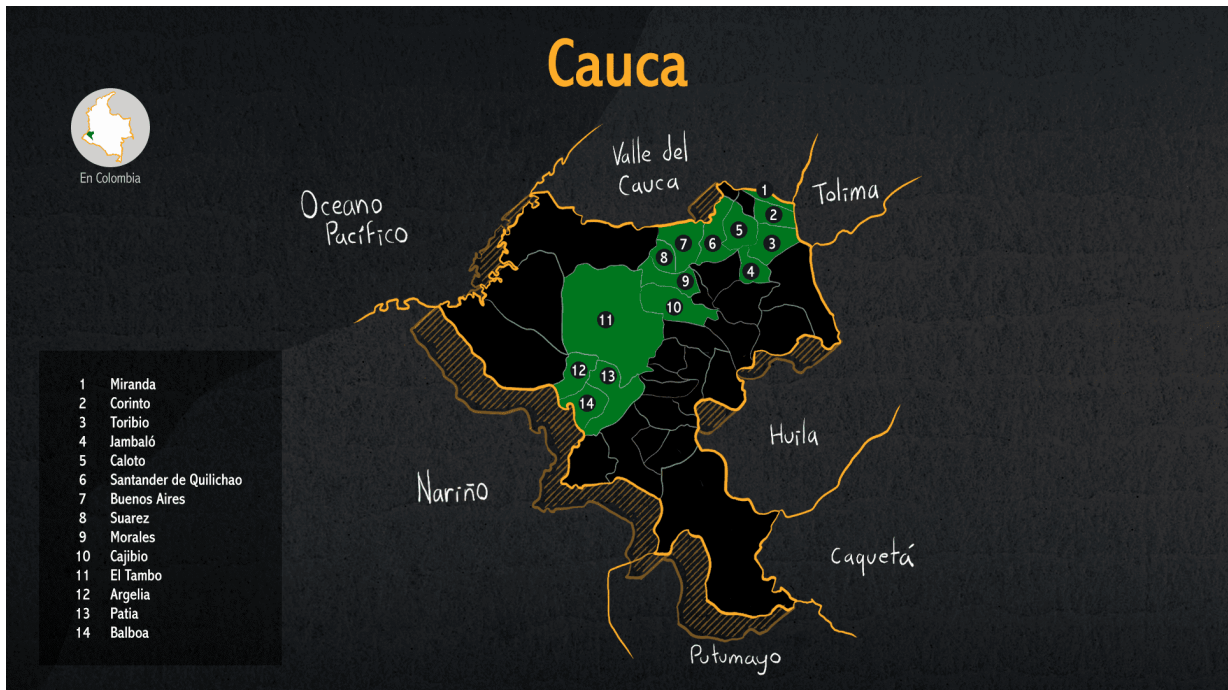 Cauca
En Colombia
Valle del
Cauca
Tolima
Oceano
Pacífico
1
2
3
4
5
6
7
8
9
10
11
12
13
14
Huila
Nariño
Caquetá
Putumayo
1 Miranda
2 Corinto
3 Toribio
4 Jambaló
5 Caloto
6 Santander de Quilichao
7 Buenos Aires
8 Suarez
9 Morales
10 Cajibio
11 El Tambo
12 Argelia
13 Patia
14 Balboa